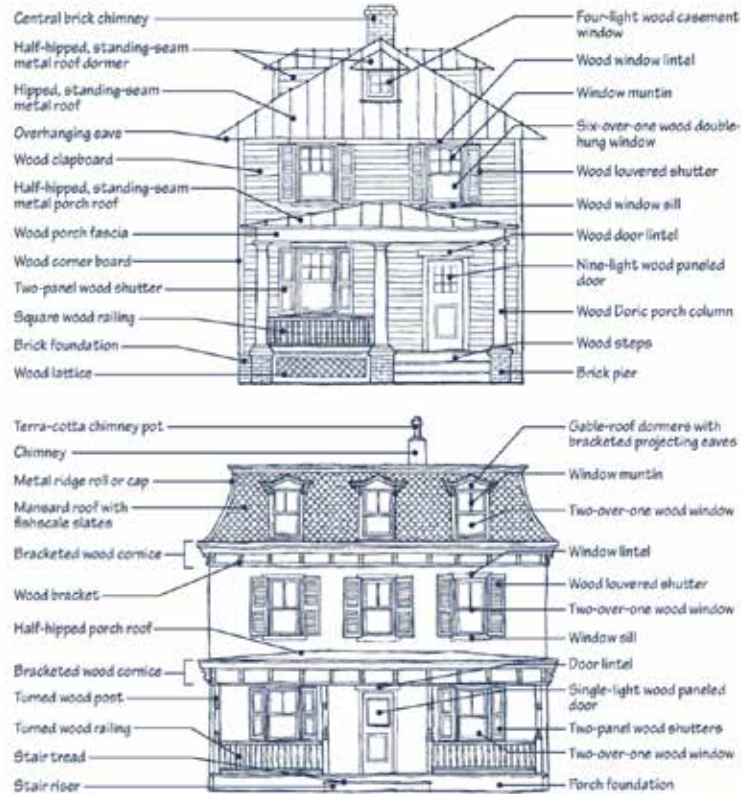 Central brick chimney
Half-hipped, standing-seam
metal roof dormer
Hipped, standing-seam
metal roof
Overhanging eave
Wood clapboard
Half-hipped, standing-seam
metal porch roof
Wood porch fascia
Wood corner board
Two-panel wood shutter
Square wood railing
Brick foundation
Wood lattice
Four-light wood casement
window
Wood window lintel
Window muntin
Six-over-one wood double-
hung window
Wood louvered shutter
Wood window sill
Wood door lintel
Nine-light wood paneled
door
Wood Doric porch column
Wood steps
Brick pier
Terra-cotta chimney pot
Chimney
Metal ridge roll or cap
Mansard roof with
fishscale slates
Bracketed wood cornice
Wood bracket
Half-hipped porch roof
Bracketed wood cornice
Turned wood post
Turned wood railing
Stair tread
Stair riser
Gable-roof dormers with
bracketed projecting eaves
Window muntin
Two-over-one wood window
Window lintel
Wood louvered shutter
Two-over-one wood window
Window sill
Door lintel
Single-light wood paneled
door
Two-panel wood shutters
Two-over-one wood window
Porch foundation